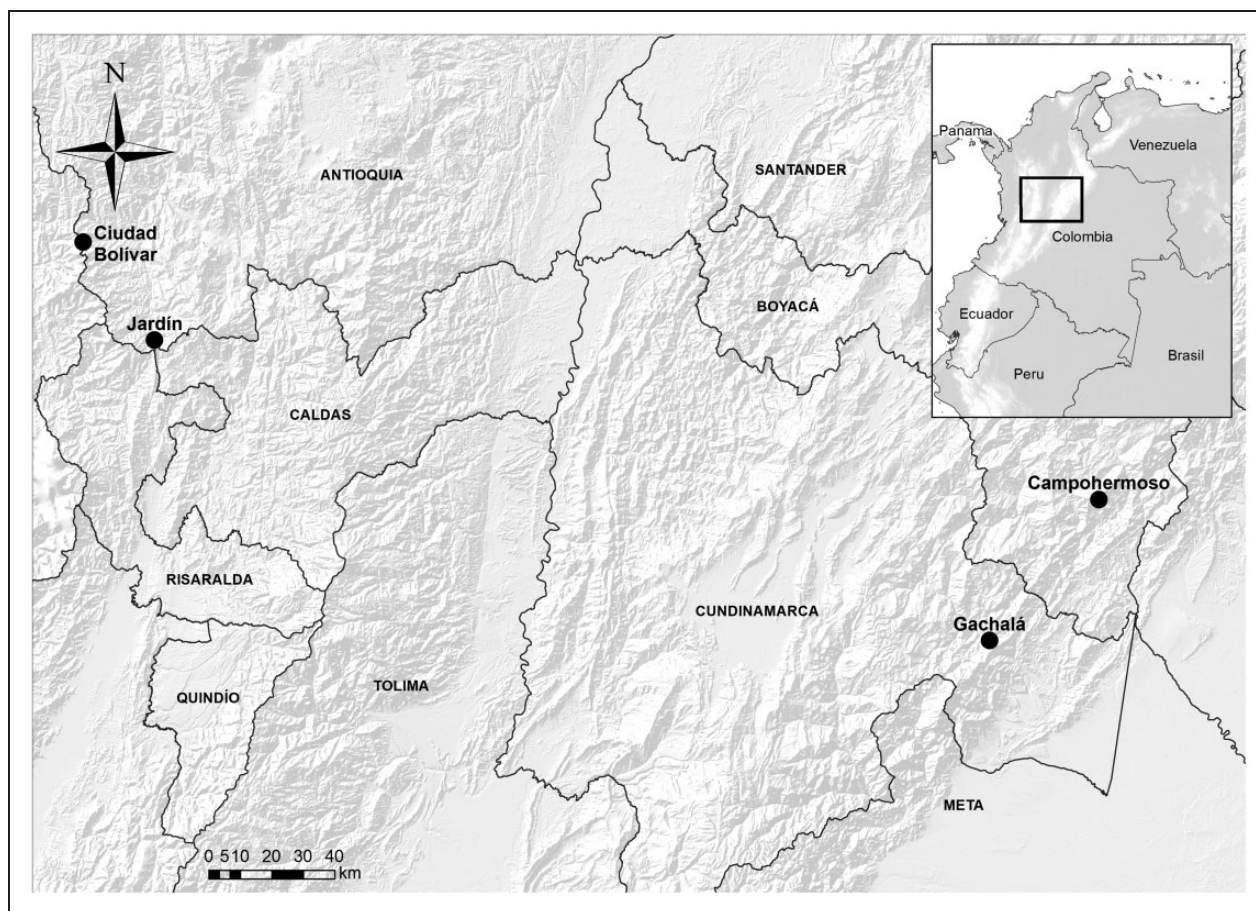 N
Panama
Venezuela
Colombia
Ecuador
Peru
Brasil
ANTIOQUIA
SANTANDER
Ciudad
Bolívar
BOYACÁ
Jardín
CALDAS
Campohermoso
RISARALDA
CUNDINAMARCA
Gachalá
QUINDÍO
TOLIMA
META
0 5 10 20 30 40
km